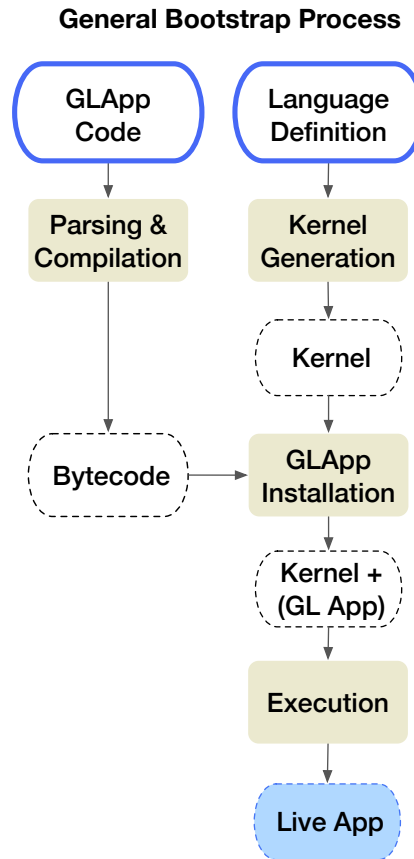 General Bootstrap Process
GLApp
Code
Language
Definition
Parsing &
Compilation
Kernel
Generation
Kernel
Bytecode
GLApp
Installation
Kernel +
(GL App)
Execution
Live App